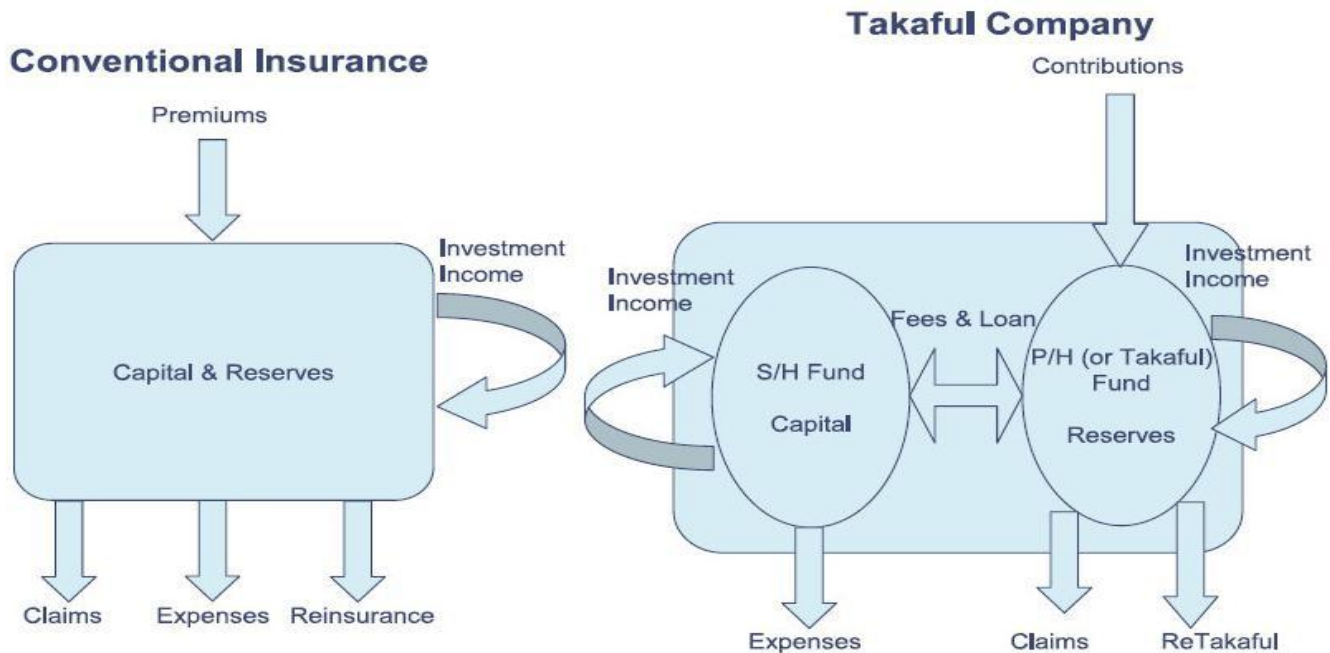 Conventional Insurance
Premiums
Investment
Income
Capital & Reserves
Claims
Expenses
Reinsurance
Takaful Company
Contributions
Investment
Income
Fees & Loan
Investment
Income
S/H Fund
Capital
P/H (or Takaful)
Fund
Reserves
Expenses
Claims
ReTakaful